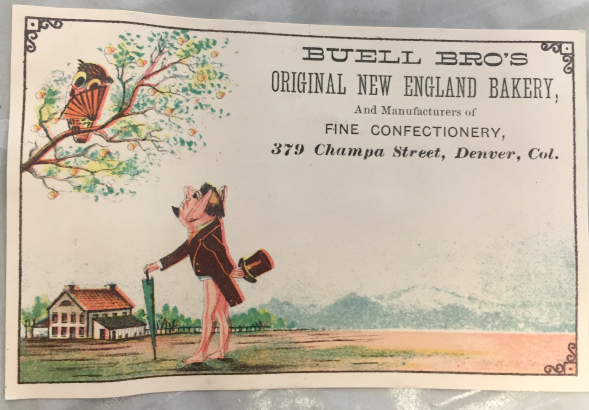 BUELL BRO'S
ORIGINAL NEW ENGLAND BAKERY,
And Manufacturers of
FINE CONFECTIONERY,
379 Champa Street, Denver, Col.